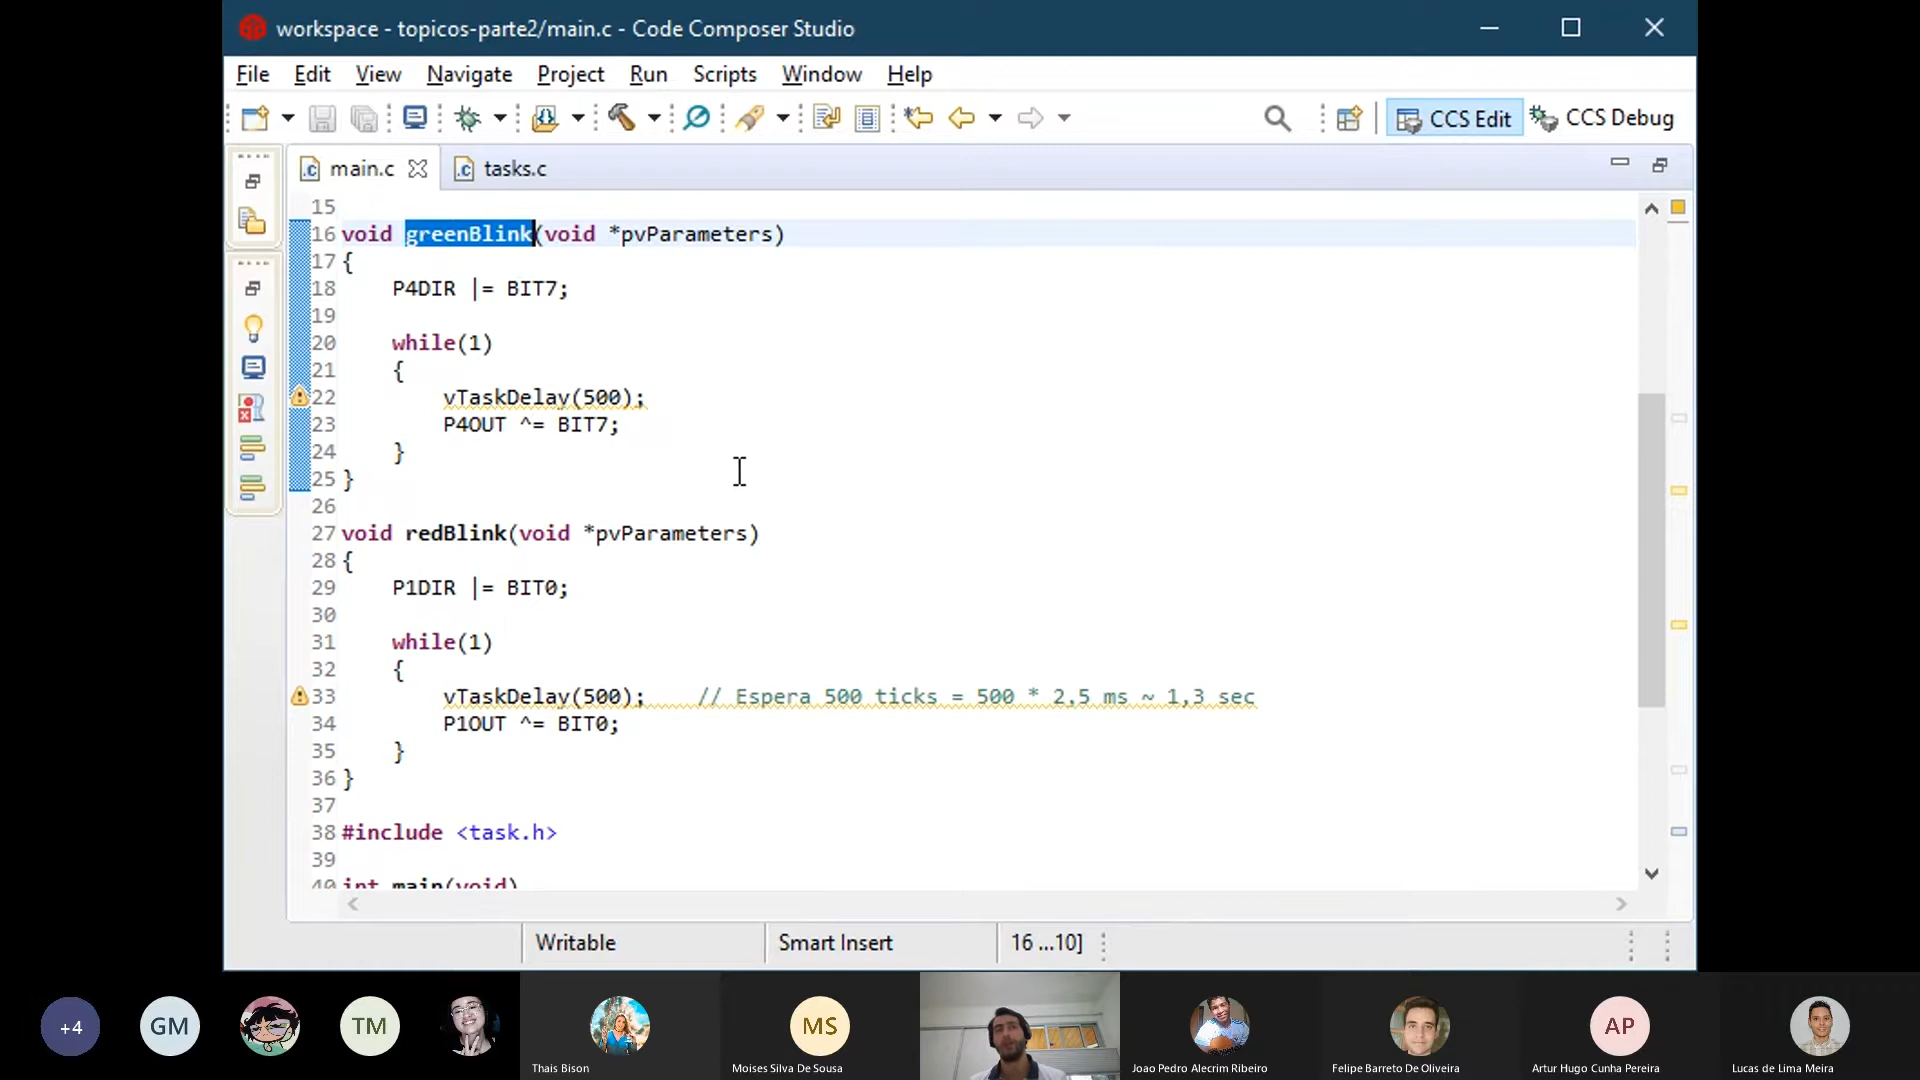 workspace - topicos-parte2/main.c - Code Composer Studio
File Edit View Navigate Project Run Scripts Window Help
CCS Edit CCS Debug
main.c tasks.c
15
16 void greenBlink(void *pvParameters)
17 {
18 P4DIR |= BIT7;
19
20 while(1)
21 {
22 vTaskDelay(500);
23 P4OUT ^= BIT7;
24 }
25 }
26
27 void redBlink(void *pvParameters)
28 {
29 P1DIR |= BIT0;
30
31 while(1)
32 {
33 vTaskDelay(500); // Espera 500 ticks = 500 * 2,5 ms ~ 1,3 sec
34 P1OUT ^= BIT0;
35 }
36 }
37
38 #include <task.h>
39
40 int main(void)
Writable Smart Insert 16 ...10]
+4 GM TM MS AP
Thais Bison Moises Silva De Sousa Joao Pedro Alecrim Ribeiro Felipe Barreto De Oliveira Artur Hugo Cunha Pereira Lucas de Lima Meira